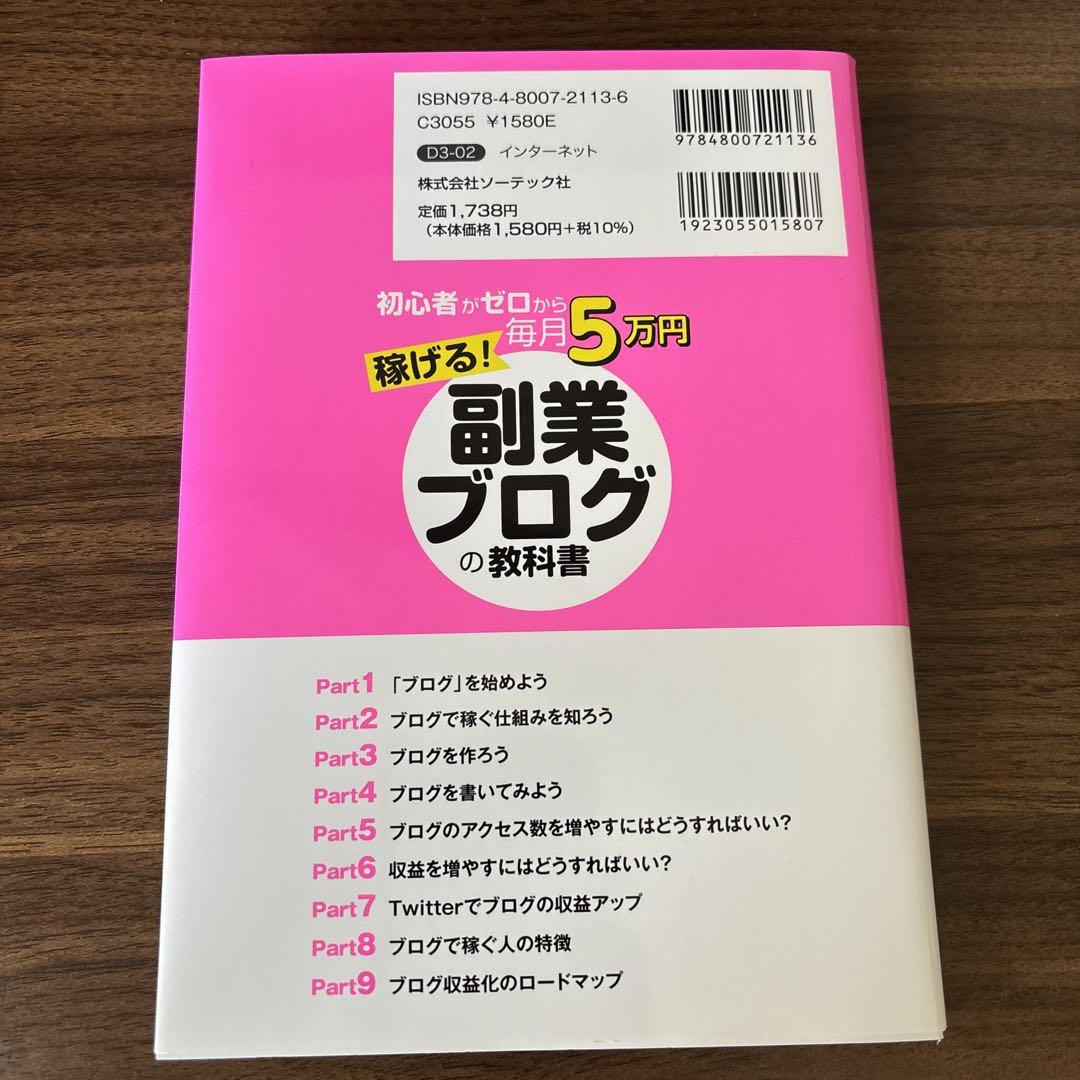 ISBN978-4-8007-2113-6
C3055 ¥1580E
D3-02 インターネット
株式会社ソーテック社
定価1,738円
（本体価格1,580円＋税10%）
9784800721136
1923055015807
初心者がゼロから
毎月5万円
稼げる！
副業
ブログ
の教科書
Part1 「ブログ」を始めよう
Part2 ブログで稼ぐ仕組みを知ろう
Part3 ブログを作ろう
Part4 ブログを書いてみよう
Part5 ブログのアクセス数を増やすにはどうすればいい？
Part6 収益を増やすにはどうすればいい？
Part7 Twitterでブログの収益アップ
Part8 ブログで稼ぐ人の特徴
Part9 ブログ収益化のロードマップ